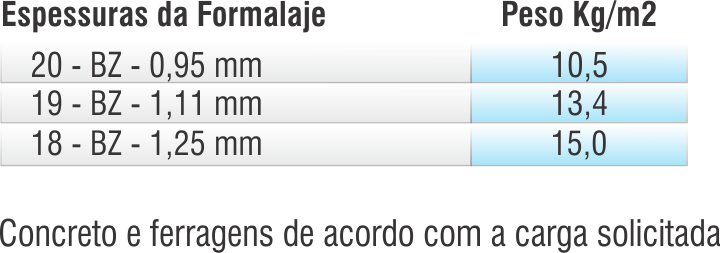 Espessuras da Formalaje Peso Kg/m2
20 - BZ - 0,95 mm 10,5
19 - BZ - 1,11 mm 13,4
18 - BZ - 1,25 mm 15,0
Concreto e ferragens de acordo com a carga solicitada